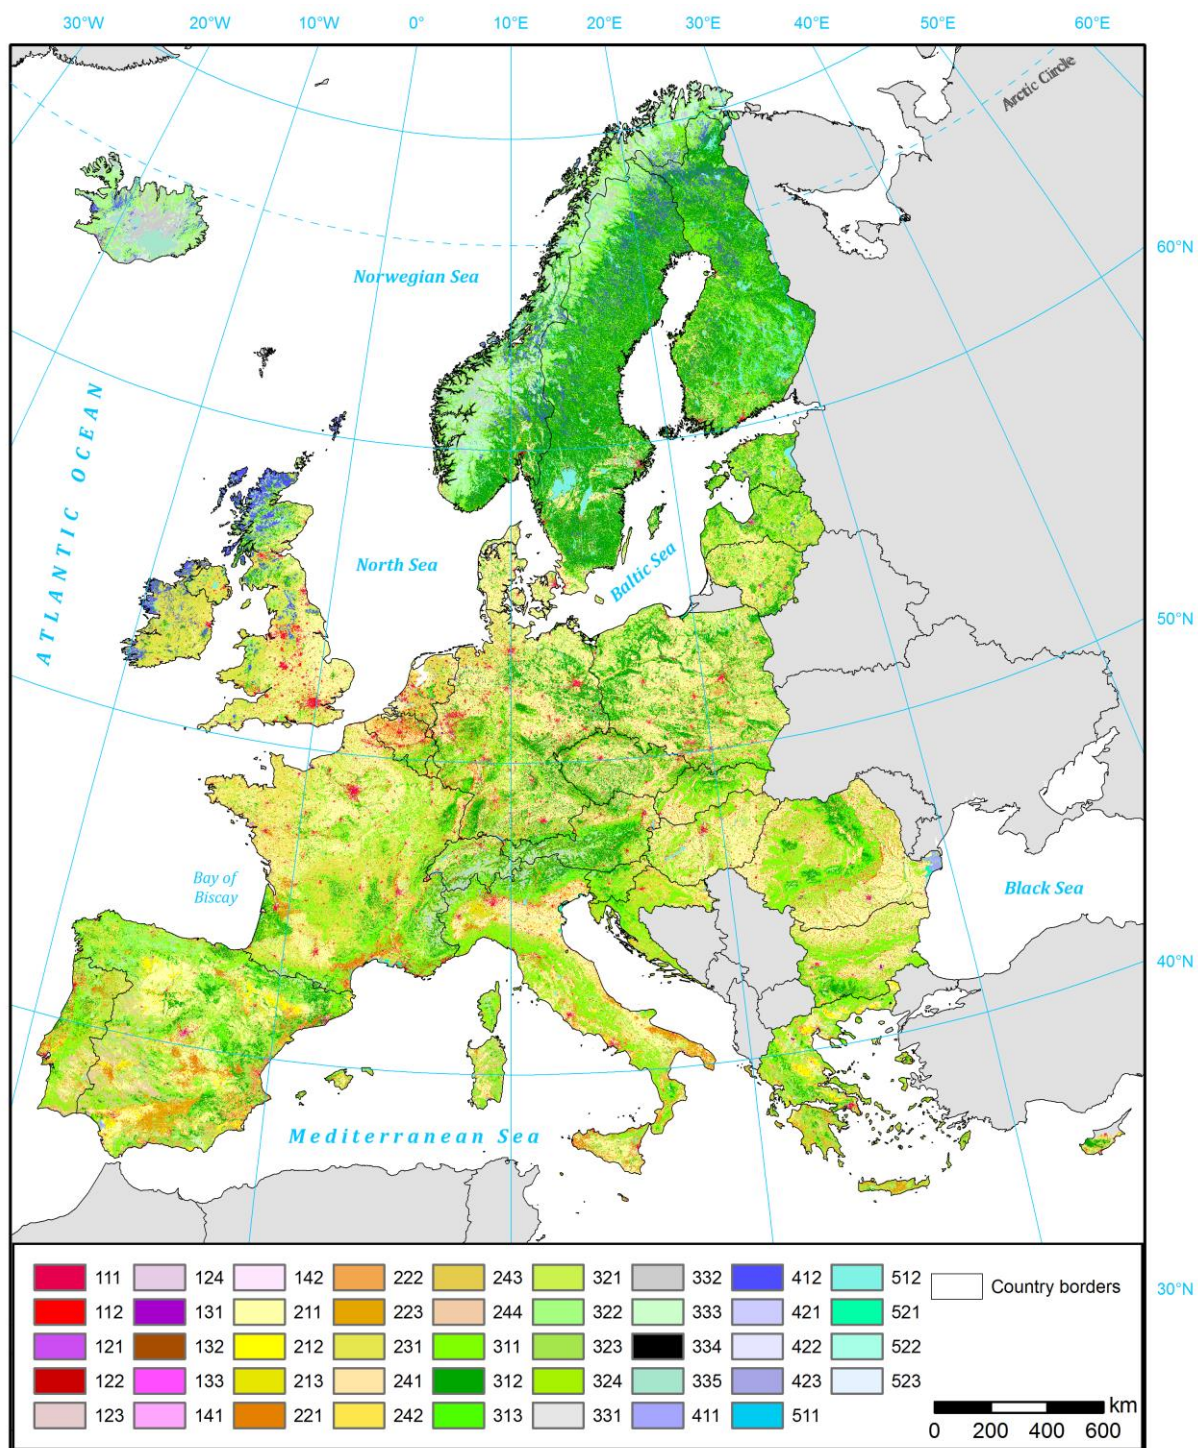 30°W 20°W 10°W 0° 10°E 20°E 30°E 40°E 50°E 60°E
Arctic Circle
60°N
Norwegian Sea
ATLANTIC OCEAN
North Sea
Baltic Sea
50°N
Bay of
Biscay
Black Sea
40°N
Mediterranean Sea
30°N
111 124 142 222 243 321 332 412 512 Country borders
112 131 211 223 244 322 333 421 521
121 132 212 231 311 323 334 422 522
122 133 213 241 312 324 335 423 523
123 141 221 242 313 331 411 511
km
0 200 400 600